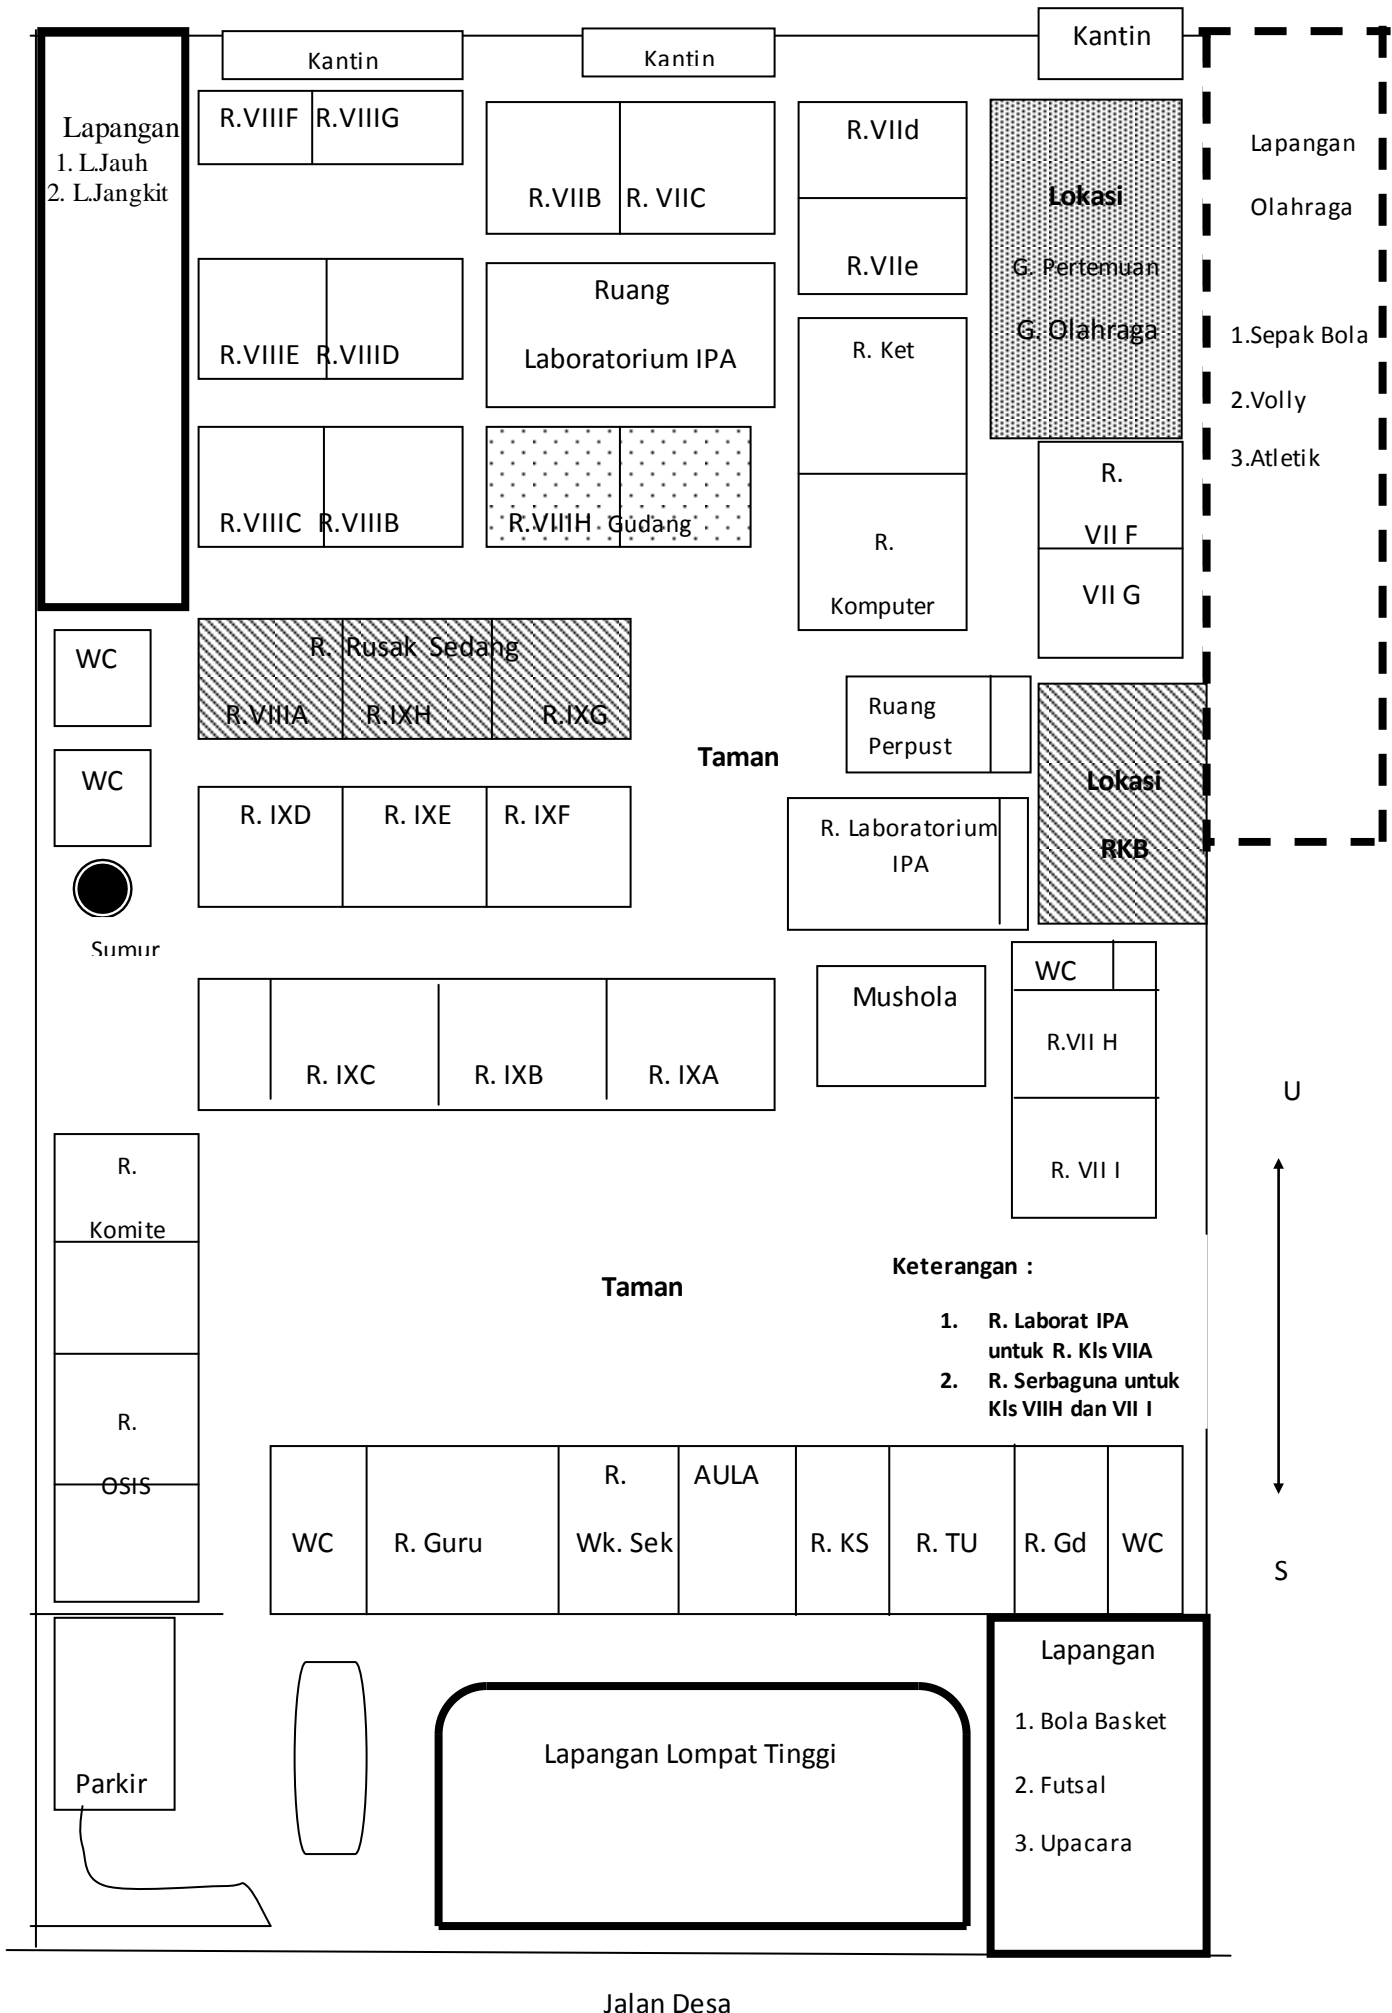 Kantin
Kantin
Kantin
Lapangan
1. L.Jauh
2. L.Jangkit
R.VIIIF R.VIIIG
R.VIIB R. VIIC
R.VIId
R.VIIe
Lokasi
G. Pertemuan
G. Olahraga
Lapangan
Olahraga
1.Sepak Bola
2.Volly
3.Atletik
R.VIIIE R.VIIID
Ruang
Laboratorium IPA
R. Ket
R.
Komputer
R.VIIIC R.VIIIB
R.VIIIH Gudang
R.
VII F
VII G
WC
R. Rusak Sedang
R.VIIIA R.IXH R.IXG
Taman
Ruang
Perpust
Lokasi
RKB
WC
R. IXD R. IXE R. IXF
R. Laboratorium
IPA
Sumur
R. IXC R. IXB R. IXA
Mushola
WC
R.VII H
R. VII I
U
R.
Komite
Taman
Keterangan :
1. R. Laborat IPA
untuk R. Kls VIIA
2. R. Serbaguna untuk
Kls VIIH dan VII I
R.
OSIS
WC
R. Guru
R.
Wk. Sek
AULA
R. KS
R. TU
R. Gd
WC
S
Parkir
Lapangan Lompat Tinggi
Lapangan
1. Bola Basket
2. Futsal
3. Upacara
Jalan Desa